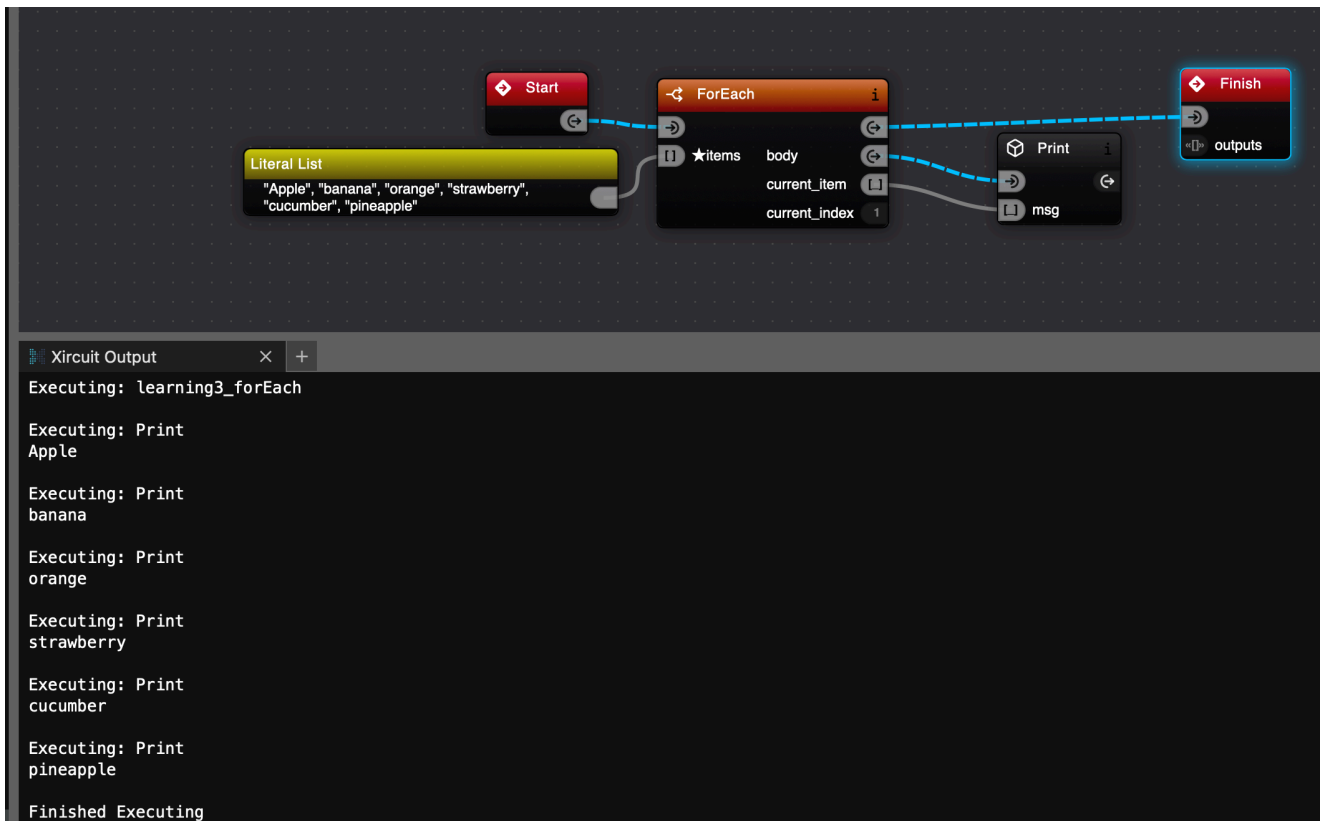 Start
ForEach
i
Finish
Literal List
"Apple", "banana", "orange", "strawberry",
"cucumber", "pineapple"
[] ★items
body
current_item []
current_index 1
Print
i
[] msg
«[]» outputs
Xircuit Output × +
Executing: learning3_forEach
Executing: Print
Apple
Executing: Print
banana
Executing: Print
orange
Executing: Print
strawberry
Executing: Print
cucumber
Executing: Print
pineapple
Finished Executing